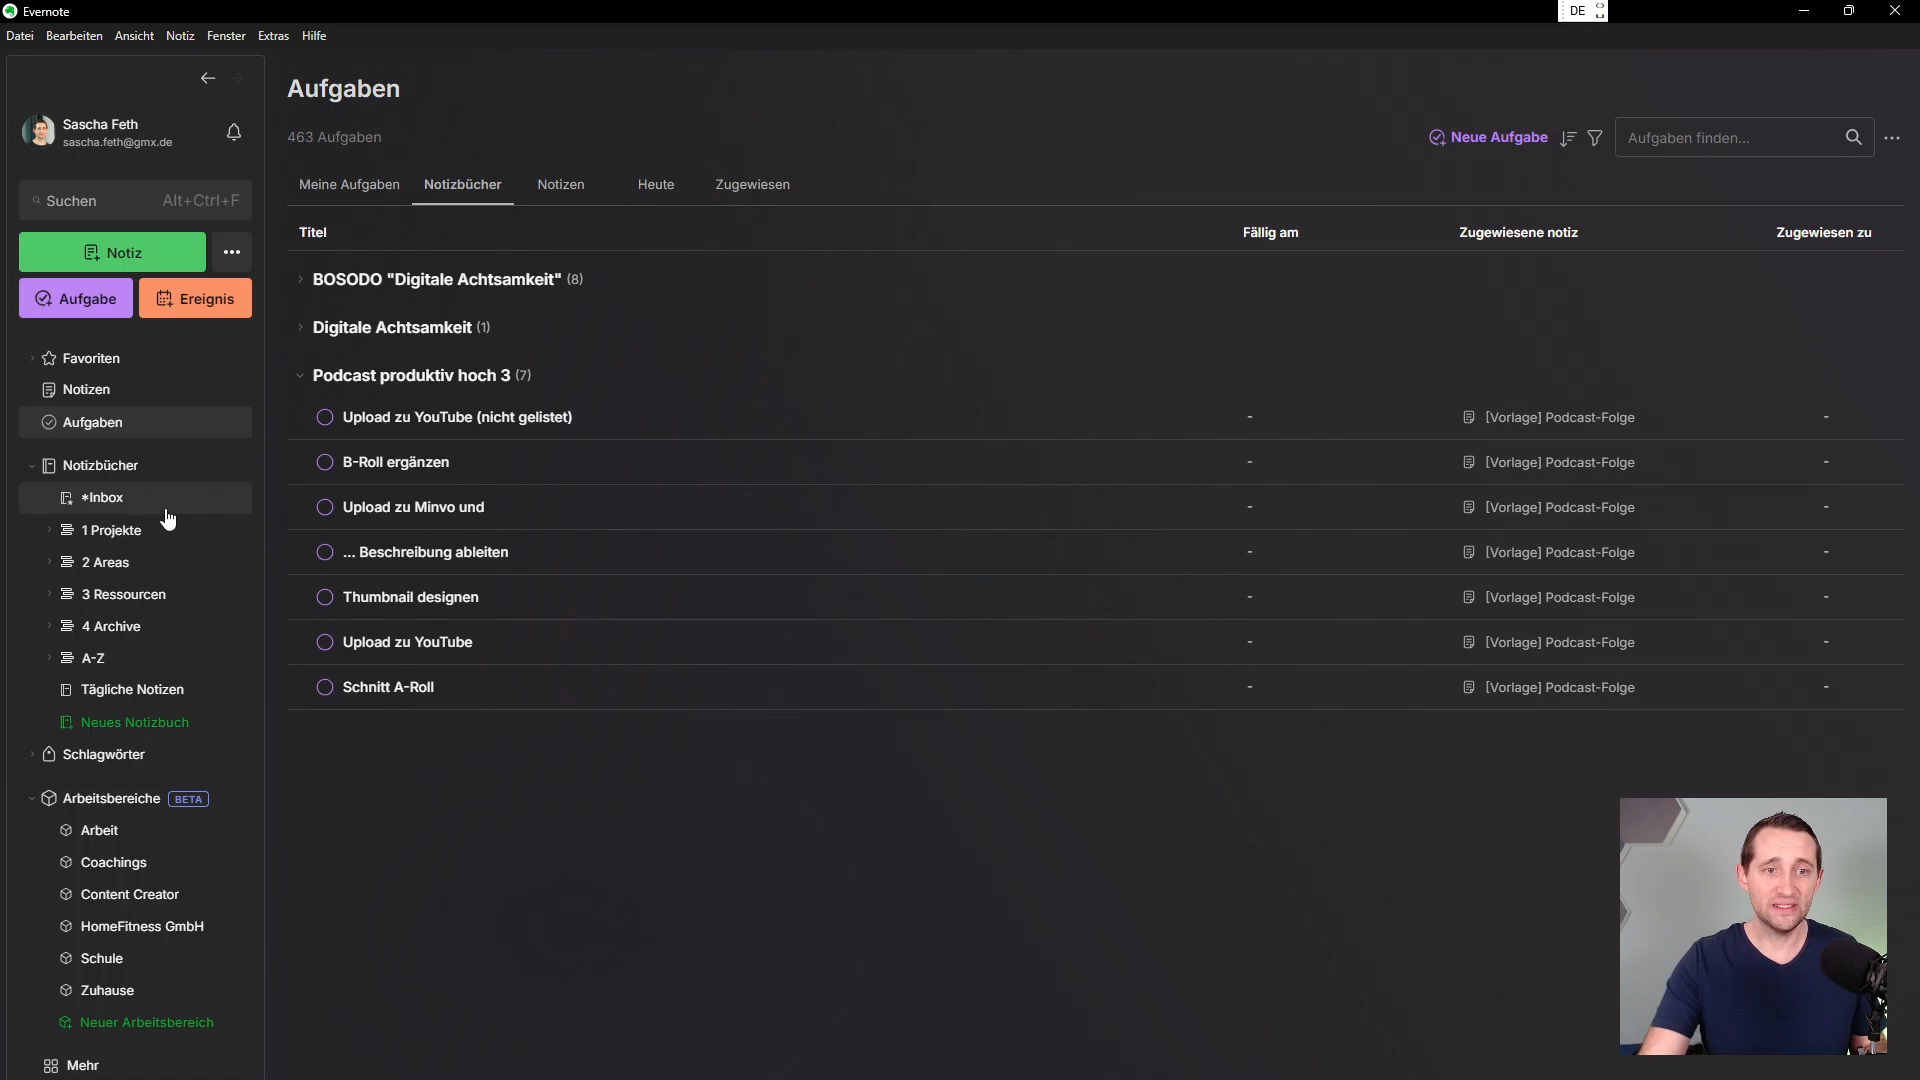 Evernote
DE
Datei Bearbeiten Ansicht Notiz Fenster Extras Hilfe
Sascha Feth
sascha.feth@gmx.de
Suchen Alt+Ctrl+F
Notiz
Aufgabe Ereignis
Favoriten
Notizen
Aufgaben
Notizbücher
*Inbox
1 Projekte
2 Areas
3 Ressourcen
4 Archive
A-Z
Tägliche Notizen
Neues Notizbuch
Schlagwörter
Arbeitsbereiche BETA
Arbeit
Coachings
Content Creator
HomeFitness GmbH
Schule
Zuhause
Neuer Arbeitsbereich
Mehr
Aufgaben
463 Aufgaben
Neue Aufgabe Aufgaben finden...
Meine Aufgaben Notizbücher Notizen Heute Zugewiesen
Titel Fällig am Zugewiesene notiz Zugewiesen zu
BOSODO "Digitale Achtsamkeit" (8)
Digitale Achtsamkeit (1)
Podcast produktiv hoch 3 (7)
Upload zu YouTube (nicht gelistet) - [Vorlage] Podcast-Folge -
B-Roll ergänzen - [Vorlage] Podcast-Folge -
Upload zu Minvo und - [Vorlage] Podcast-Folge -
... Beschreibung ableiten - [Vorlage] Podcast-Folge -
Thumbnail designen - [Vorlage] Podcast-Folge -
Upload zu YouTube - [Vorlage] Podcast-Folge -
Schnitt A-Roll - [Vorlage] Podcast-Folge -